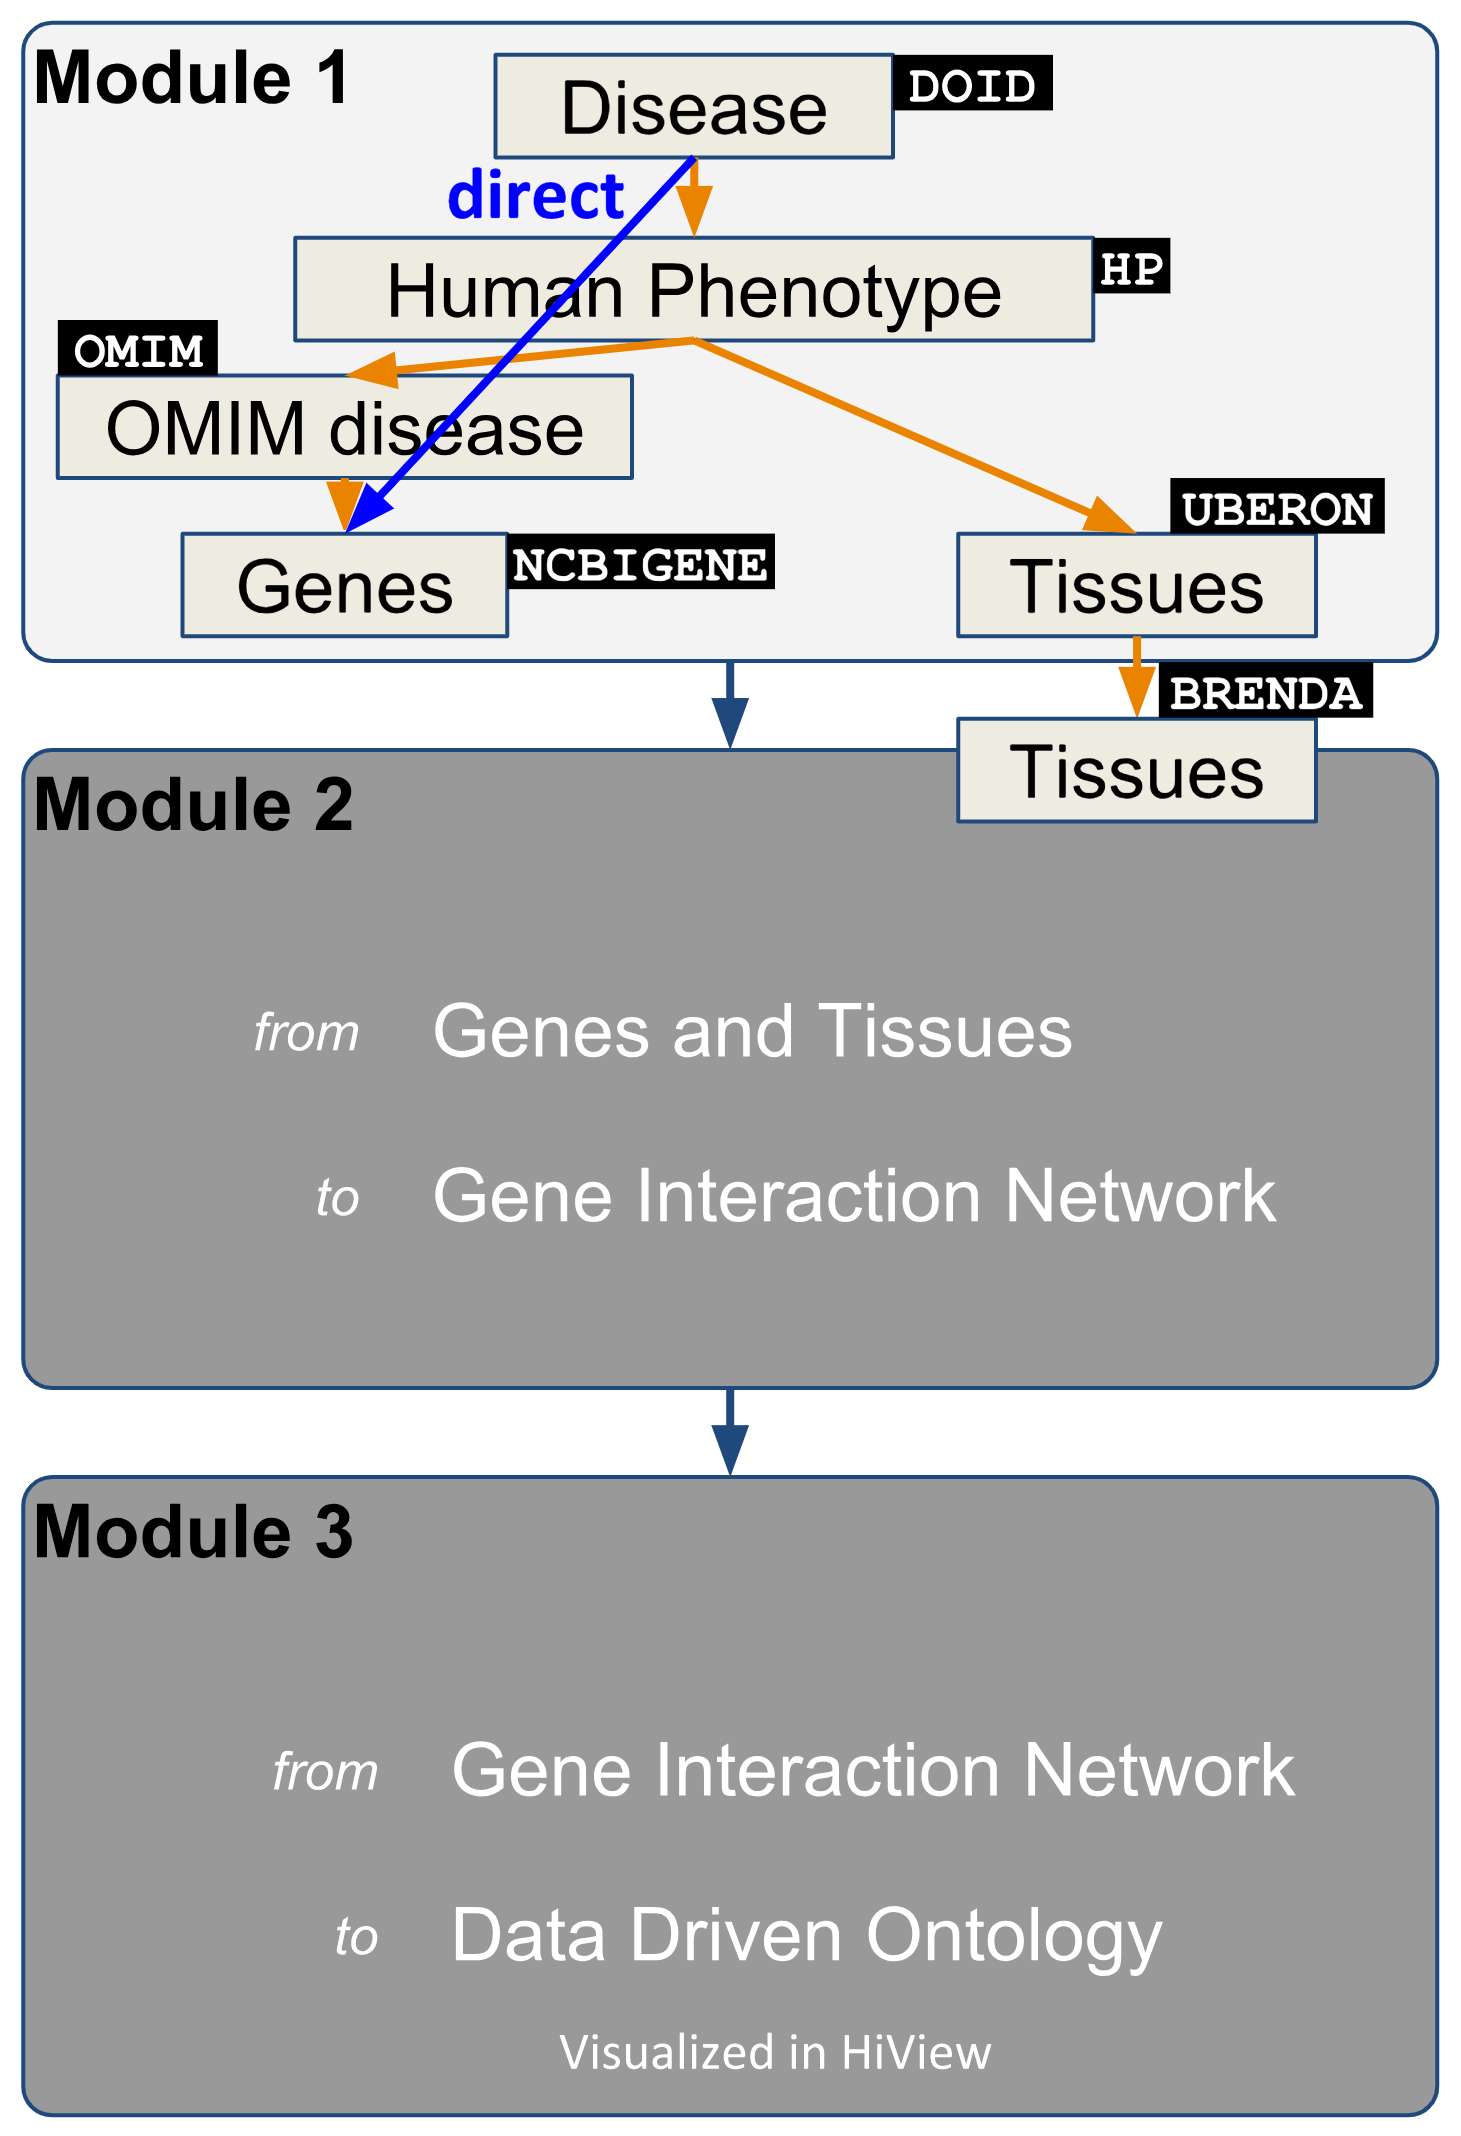 Module 1
Disease
DOID
direct
Human Phenotype
HP
OMIM
OMIM disease
UBERON
Genes
NCBIGENE
Tissues
BRENDA
Tissues
Module 2
from Genes and Tissues
to Gene Interaction Network
Module 3
from Gene Interaction Network
to Data Driven Ontology
Visualized in HiView